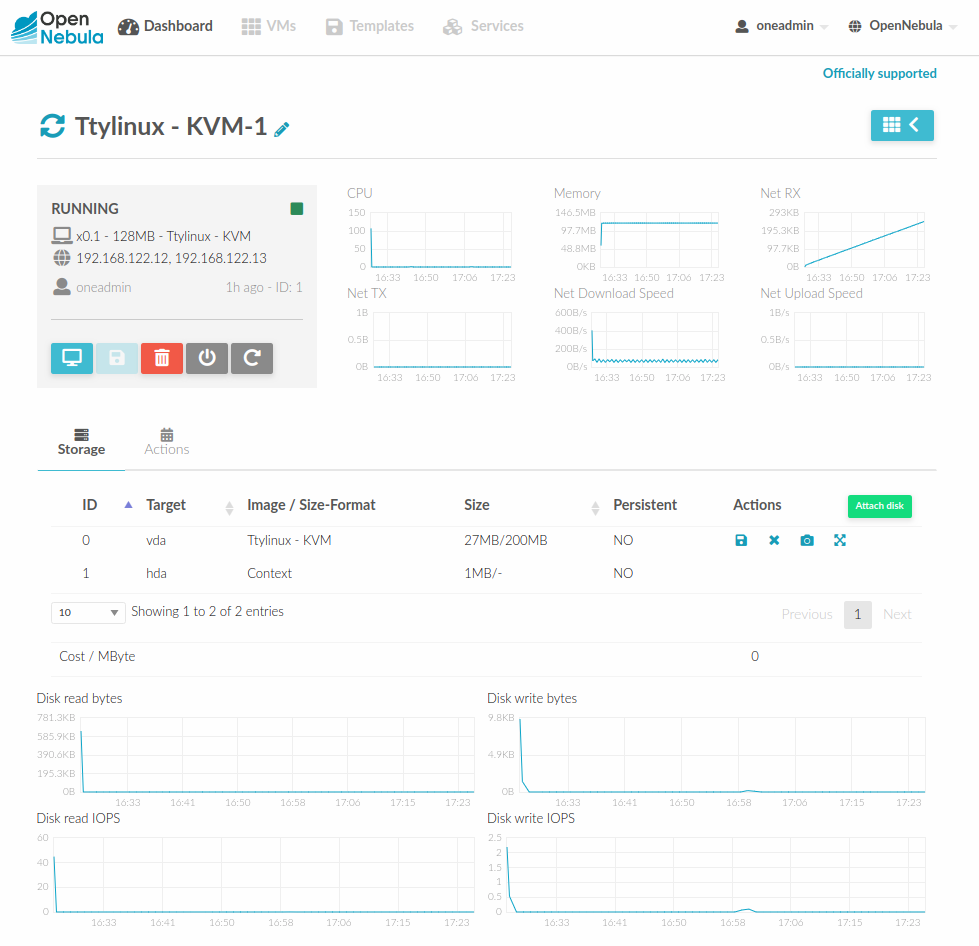 Open Nebula Dashboard VMs Templates Services oneadmin OpenNebula
Officially supported
Ttylinux - KVM-1
RUNNING
x0.1 - 128MB - Ttylinux - KVM
192.168.122.12, 192.168.122.13
oneadmin 1h ago - ID: 1
CPU
150
100
50
0
16:33 16:50 17:06 17:23
Memory
146.5MB
97.7MB
48.8MB
0KB
16:33 16:50 17:06 17:23
Net RX
293KB
195.3KB
97.7KB
0B
16:33 16:50 17:06 17:23
Net TX
1B
0.5B
0B
16:33 16:50 17:06 17:23
Net Download Speed
600B/s
400B/s
200B/s
0B/s
16:33 16:50 17:06 17:23
Net Upload Speed
1B/s
0.5B/s
0B/s
16:33 16:50 17:06 17:23
Storage Actions
ID Target Image / Size-Format Size Persistent Actions Attach disk
0 vda Ttylinux - KVM 27MB/200MB NO
1 hda Context 1MB/- NO
10 Showing 1 to 2 of 2 entries Previous 1 Next
Cost / MByte 0
Disk read bytes
781.3KB
585.9KB
390.6KB
195.3KB
0B
16:33 16:41 16:50 16:58 17:06 17:15 17:23
Disk write bytes
9.8KB
4.9KB
0B
16:33 16:41 16:50 16:58 17:06 17:15 17:23
Disk read IOPS
60
40
20
0
16:33 16:41 16:50 16:58 17:06 17:15 17:23
Disk write IOPS
2.5
2
1.5
1
0.5
0
16:33 16:41 16:50 16:58 17:06 17:15 17:23